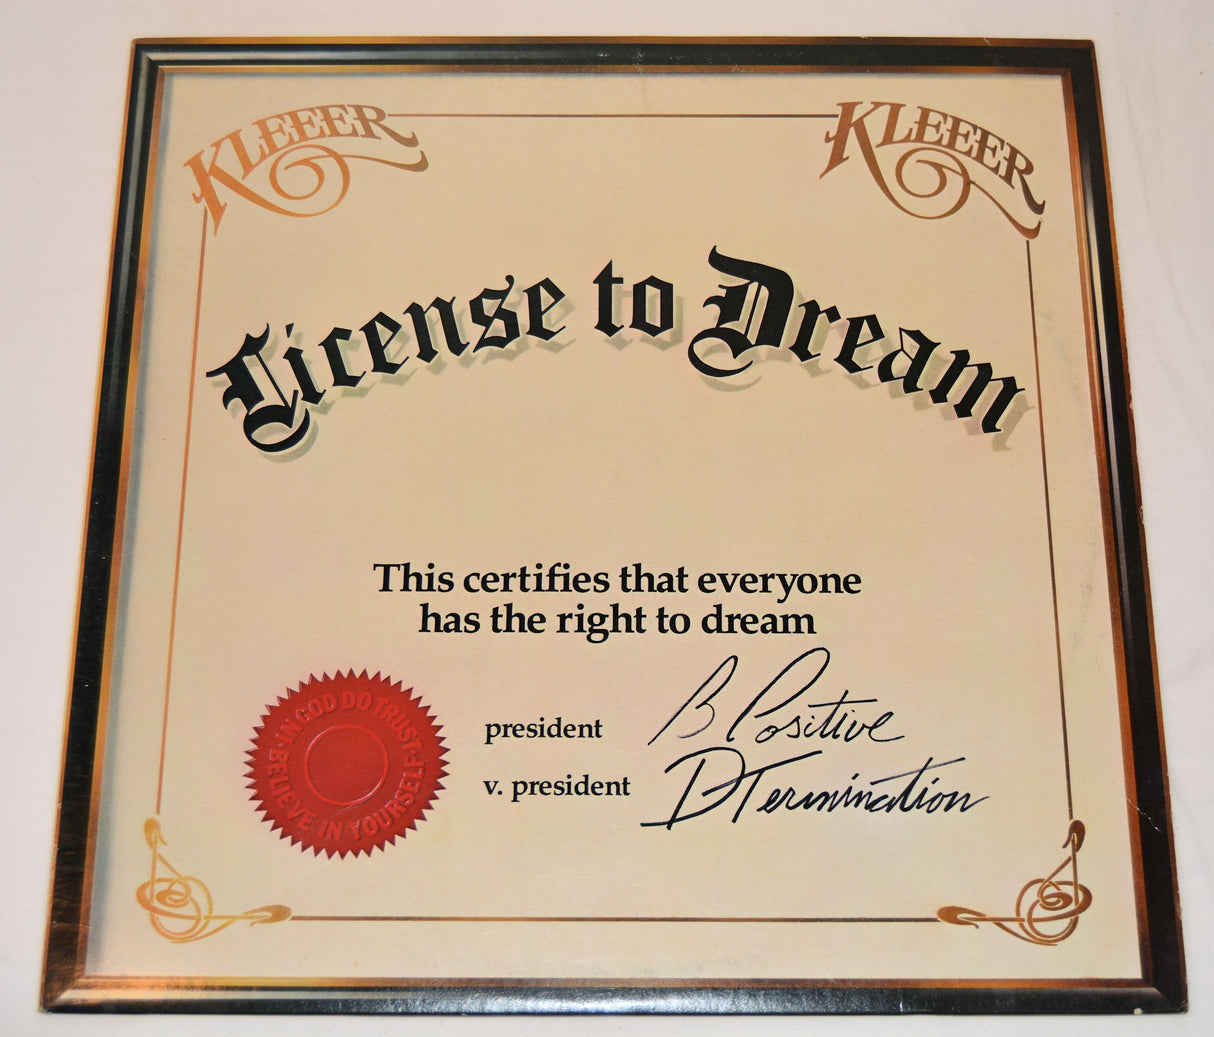 KLEEER KLEEER
License to Dream
This certifies that everyone
has the right to dream
·IN GOD DO TRUST·
BELIEVE IN YOURSELF
president B Positive
v. president DTermination